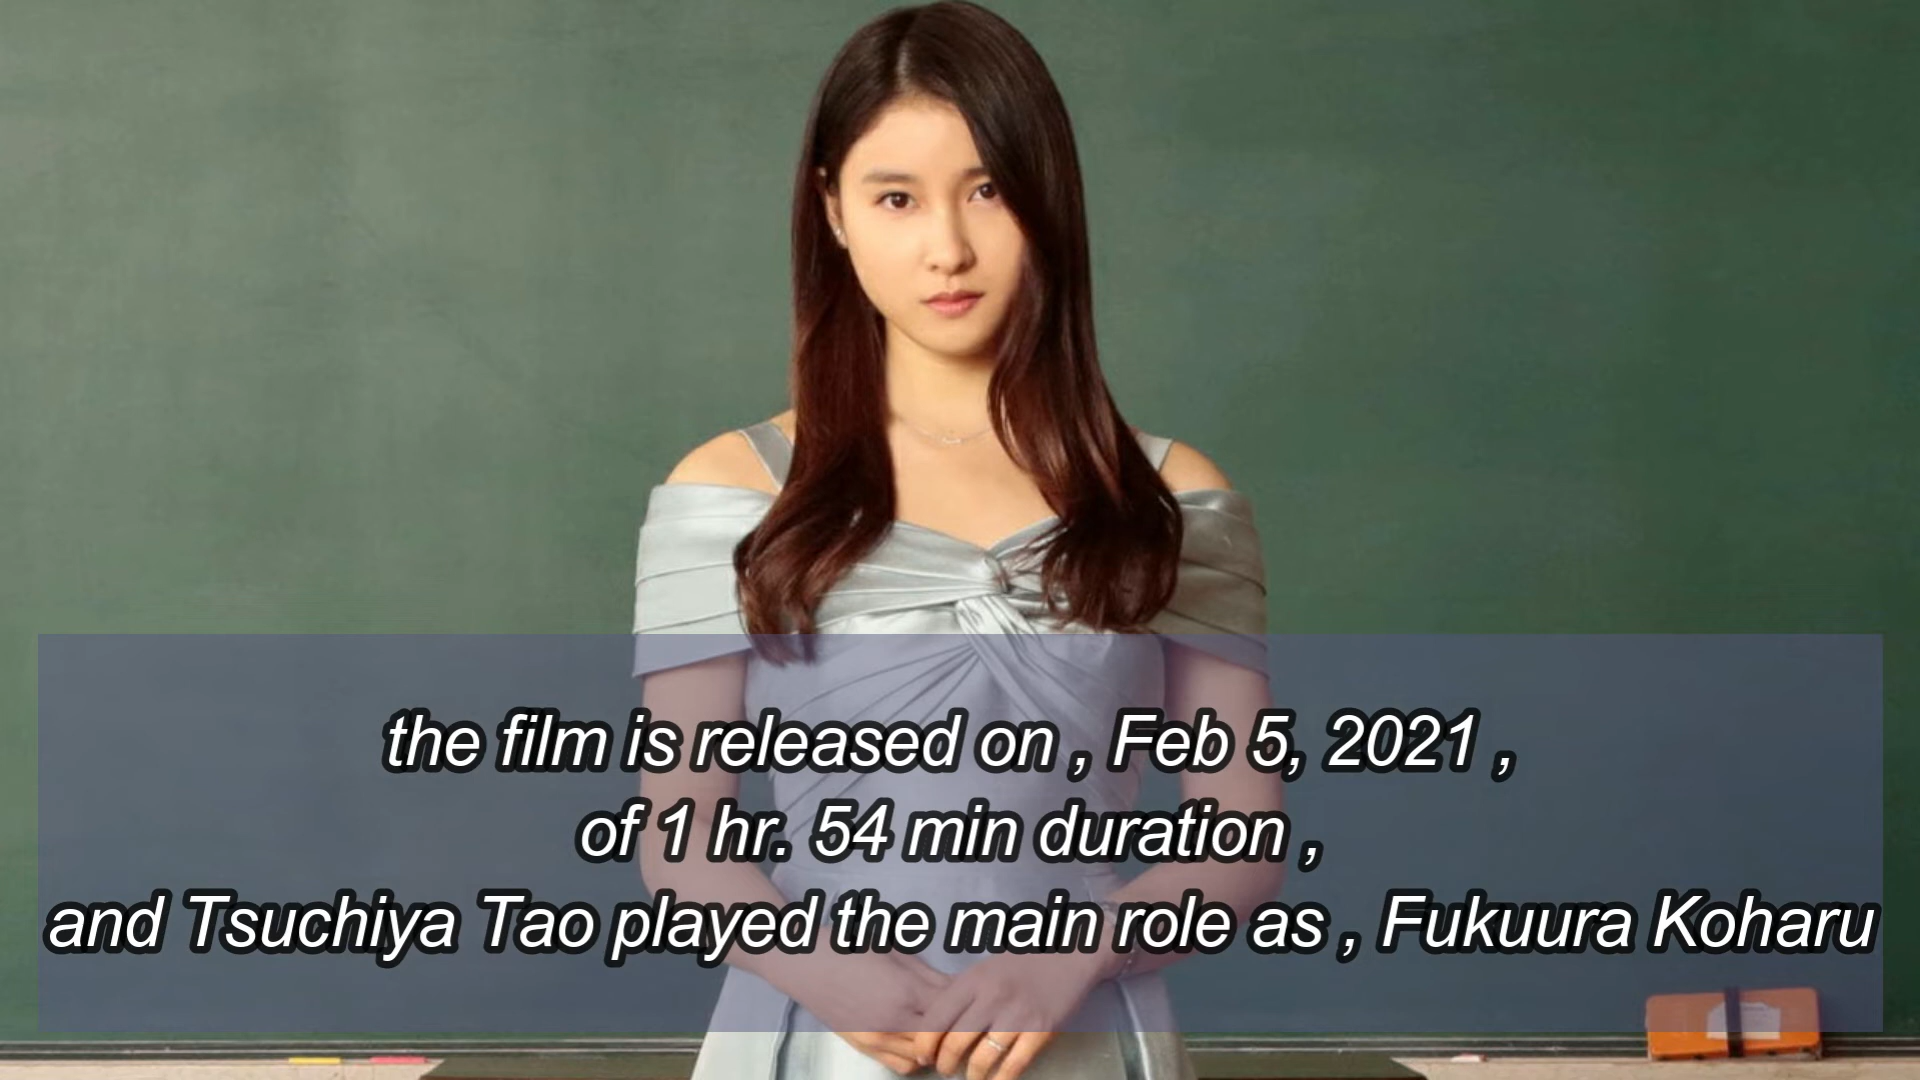 the film is released on , Feb 5, 2021 ,
of 1 hr. 54 min duration ,
and Tsuchiya Tao played the main role as , Fukuura Koharu